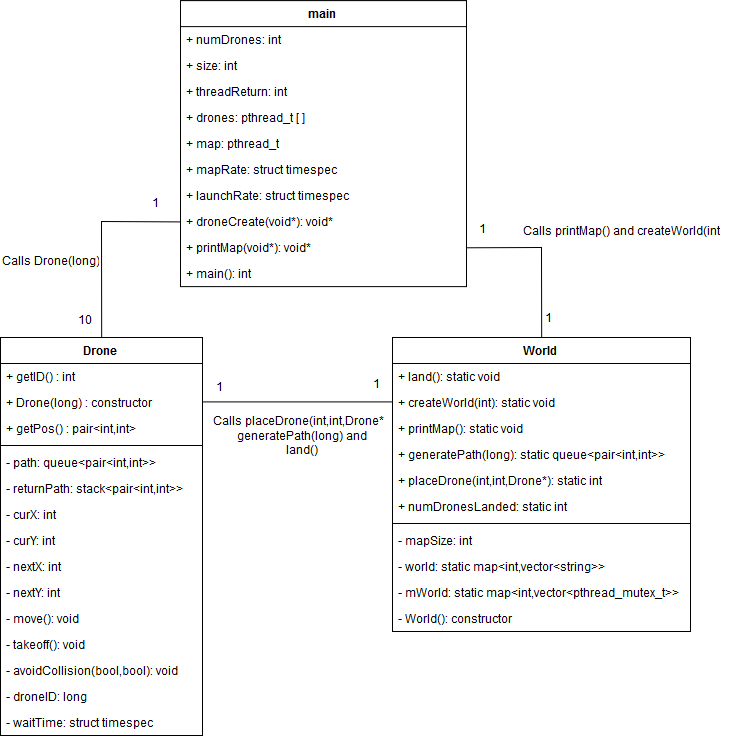 main
+ numDrones: int
+ size: int
+ threadReturn: int
+ drones: pthread_t [ ]
+ map: pthread_t
+ mapRate: struct timespec
+ launchRate: struct timespec
+ droneCreate(void*): void*
+ printMap(void*): void*
+ main(): int
1
Calls Drone(long)
10
1
Calls printMap() and createWorld(int
1
Drone
+ getID() : int
+ Drone(long) : constructor
+ getPos() : pair<int,int>
- path: queue<pair<int,int>>
- returnPath: stack<pair<int,int>>
- curX: int
- curY: int
- nextX: int
- nextY: int
- move(): void
- takeoff(): void
- avoidCollision(bool,bool): void
- droneID: long
- waitTime: struct timespec
1
1
Calls placeDrone(int,int,Drone*
generatePath(long) and
land()
World
+ land(): static void
+ createWorld(int): static void
+ printMap(): static void
+ generatePath(long): static queue<pair<int,int>>
+ placeDrone(int,int,Drone*): static int
+ numDronesLanded: static int
- mapSize: int
- world: static map<int,vector<string>>
- mWorld: static map<int,vector<pthread_mutex_t>>
- World(): constructor